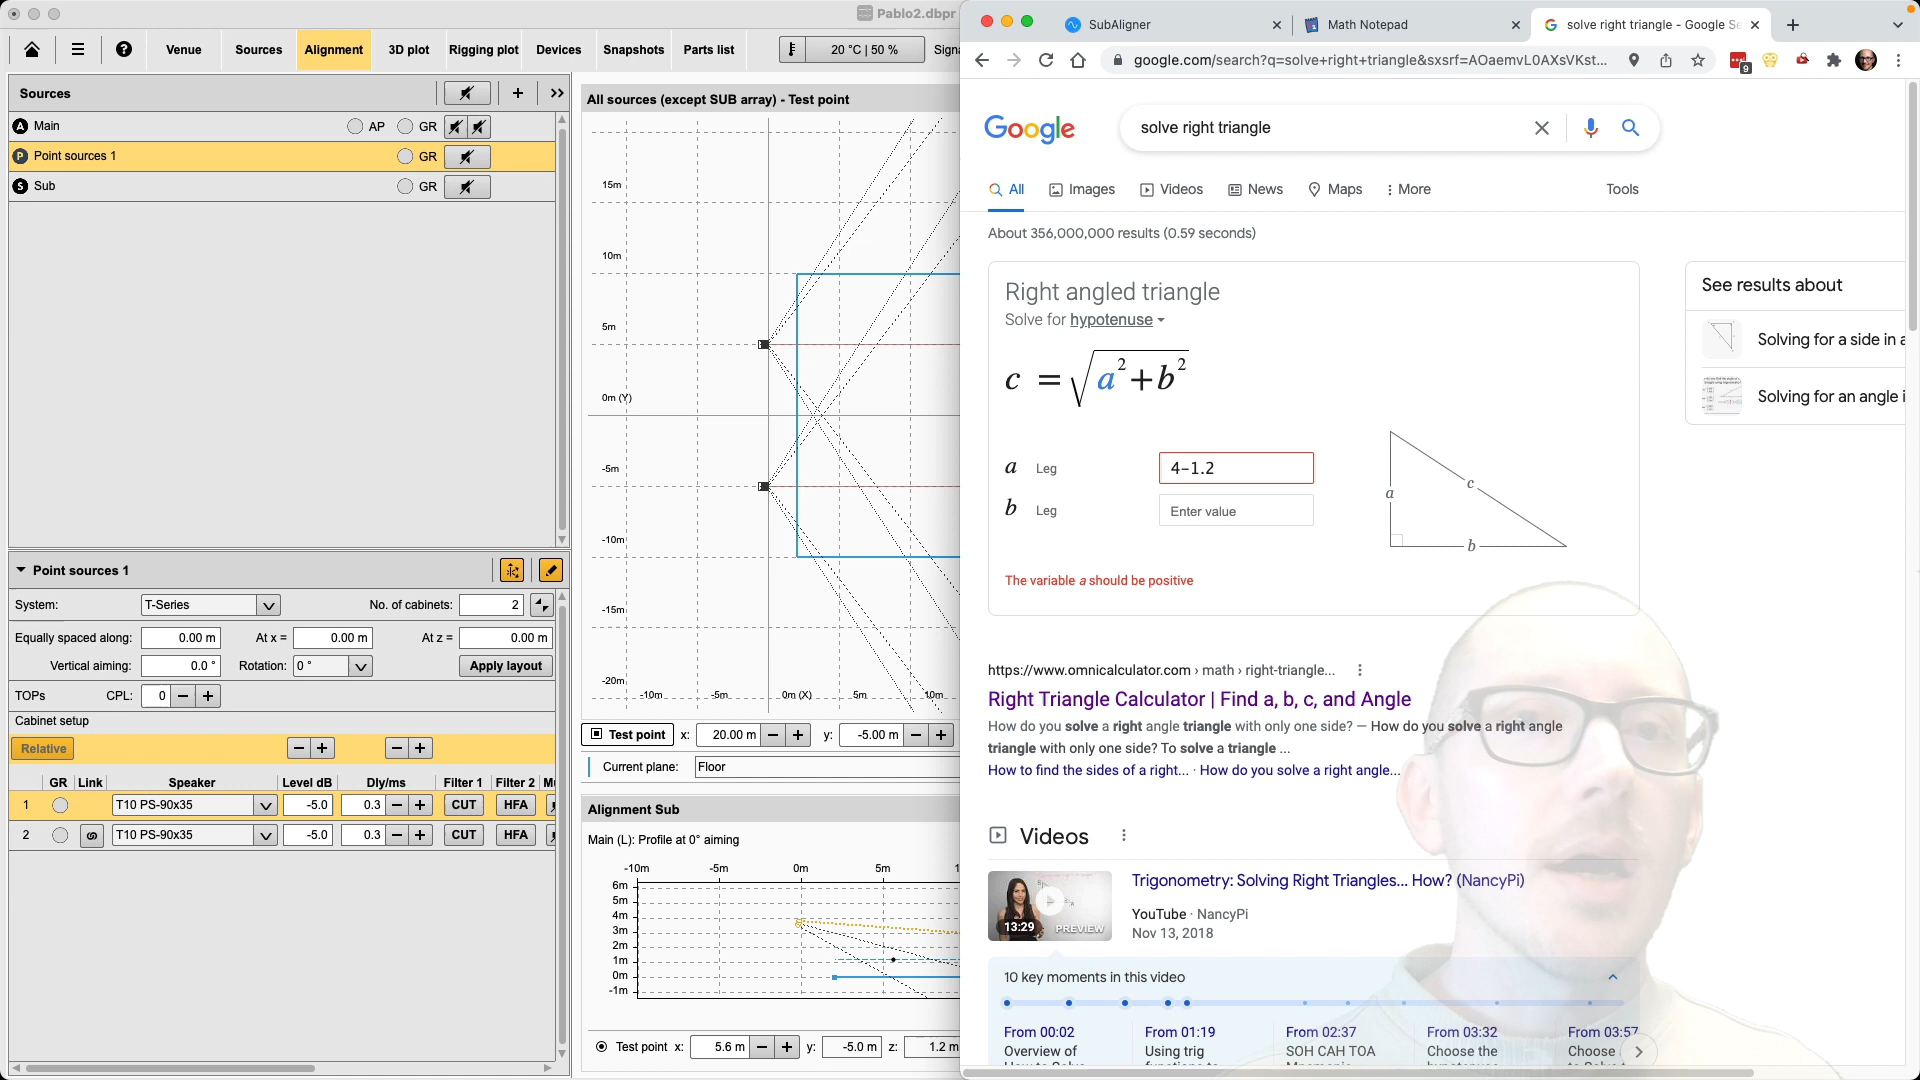 Pablo2.dbpr
Venue
Sources
Alignment
3D plot
Rigging plot
Devices
Snapshots
Parts list
20 °C | 50 %
Sources
A Main
AP
GR
P Point sources 1
GR
S Sub
GR
Point sources 1
System:
T-Series
No. of cabinets:
2
Equally spaced along:
0.00 m
At x =
0.00 m
At z =
0.00 m
Vertical aiming:
0.0 °
Rotation:
0 °
Apply layout
TOPs
CPL:
0
Cabinet setup
Relative
GR
Link
Speaker
Level dB
Dly/ms
Filter 1
Filter 2
1
T10 PS-90x35
-5.0
0.3
CUT
HFA
2
T10 PS-90x35
-5.0
0.3
CUT
HFA
All sources (except SUB array) - Test point
15m
10m
5m
0m (Y)
-5m
-10m
-15m
-20m
-10m
-5m
0m (X)
5m
10m
Test point
x:
20.00 m
y:
-5.00 m
Current plane:
Floor
Alignment Sub
Main (L): Profile at 0° aiming
-10m
-5m
0m
5m
6m
5m
4m
3m
2m
1m
0m
-1m
Test point
x:
5.6 m
y:
-5.0 m
z:
1.2 m
SubAligner
Math Notepad
solve right triangle - Google Se
google.com/search?q=solve+right+triangle&sxsrf=AOaemvL0AXsVKst...
9
Google
solve right triangle
All
Images
Videos
News
Maps
More
Tools
About 356,000,000 results (0.59 seconds)
Right angled triangle
Solve for hypotenuse
c = √a²+b²
a Leg
4−1.2
b Leg
Enter value
a
c
b
The variable a should be positive
See results about
Solving for a side in a
Solving for an angle i
https://www.omnicalculator.com › math › right-triangle...
Right Triangle Calculator | Find a, b, c, and Angle
How do you solve a right angle triangle with only one side? — How do you solve a right angle
triangle with only one side? To solve a triangle ...
How to find the sides of a right... · How do you solve a right angle...
Videos
13:29
PREVIEW
Trigonometry: Solving Right Triangles... How? (NancyPi)
YouTube · NancyPi
Nov 13, 2018
10 key moments in this video
From 00:02
Overview of
From 01:19
Using trig
From 02:37
SOH CAH TOA
From 03:32
Choose the
From 03:57
Choose